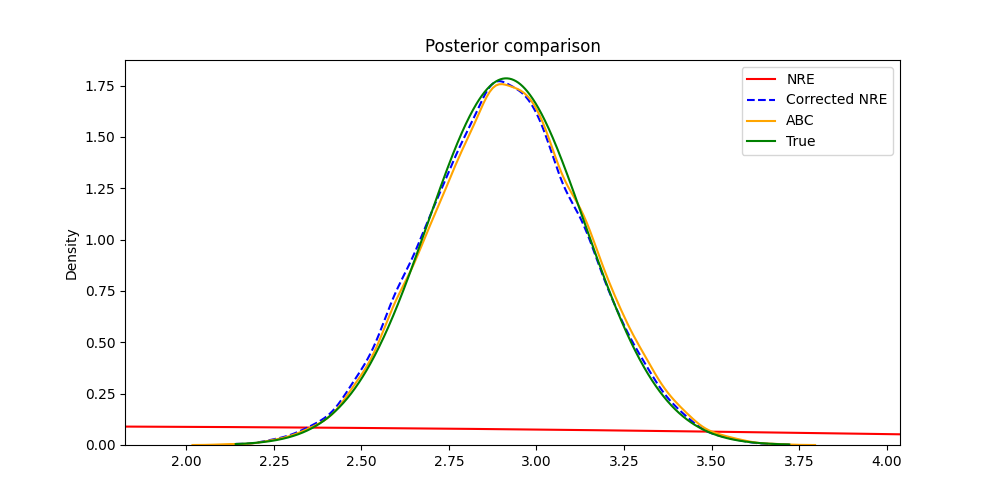 Posterior comparison
NRE
Corrected NRE
ABC
True
Density
1.75
1.50
1.25
1.00
0.75
0.50
0.25
0.00
2.00 2.25 2.50 2.75 3.00 3.25 3.50 3.75 4.00